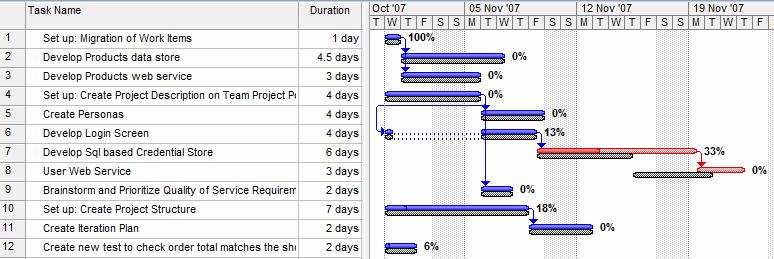 Task Name Duration Oct '07 05 Nov '07 12 Nov '07 19 Nov '07
T W T F S S M T W T F S S M T W T F S S M T W T F
1 Set up: Migration of Work Items 1 day 100%
2 Develop Products data store 4.5 days 0%
3 Develop Products web service 3 days 0%
4 Set up: Create Project Description on Team Project 4 days 0%
5 Create Personas 4 days 0%
6 Develop Login Screen 4 days 13%
7 Develop Sql based Credential Store 6 days 33%
8 User Web Service 3 days 0%
9 Brainstorm and Prioritize Quality of Service Requirem 2 days 0%
10 Set up: Create Project Structure 7 days 18%
11 Create Iteration Plan 2 days 0%
12 Create new test to check order total matches the 2 days 6%